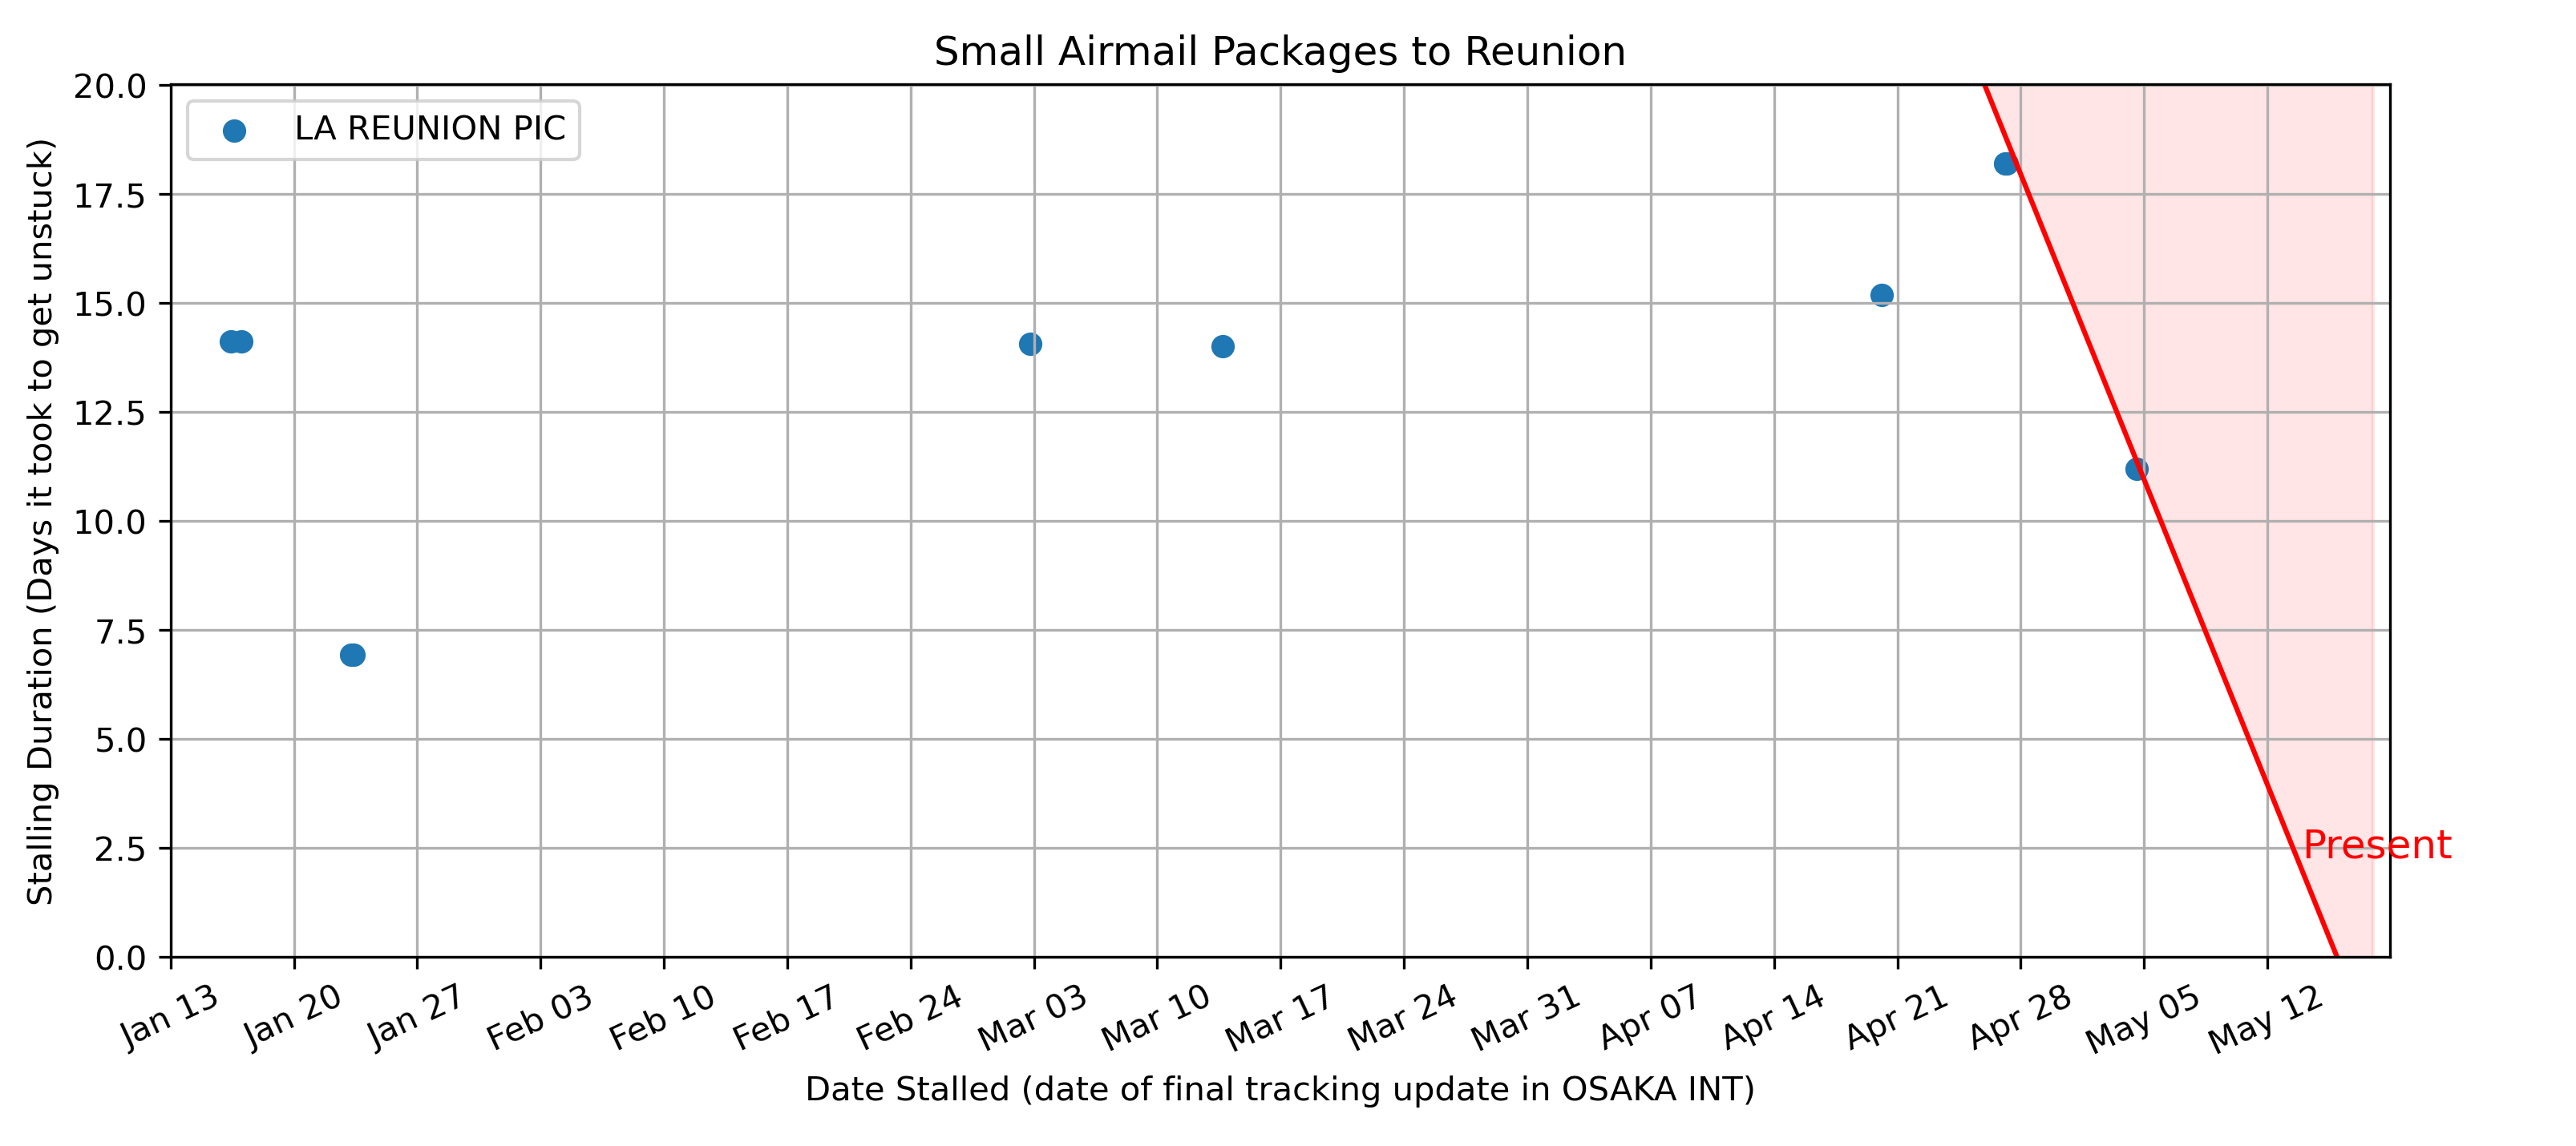 Small Airmail Packages to Reunion
LA REUNION PIC
Stalling Duration (Days it took to get unstuck)
20.0
17.5
15.0
12.5
10.0
7.5
5.0
2.5
0.0
Present
Jan 13
Jan 20
Jan 27
Feb 03
Feb 10
Feb 17
Feb 24
Mar 03
Mar 10
Mar 17
Mar 24
Mar 31
Apr 07
Apr 14
Apr 21
Apr 28
May 05
May 12
Date Stalled (date of final tracking update in OSAKA INT)